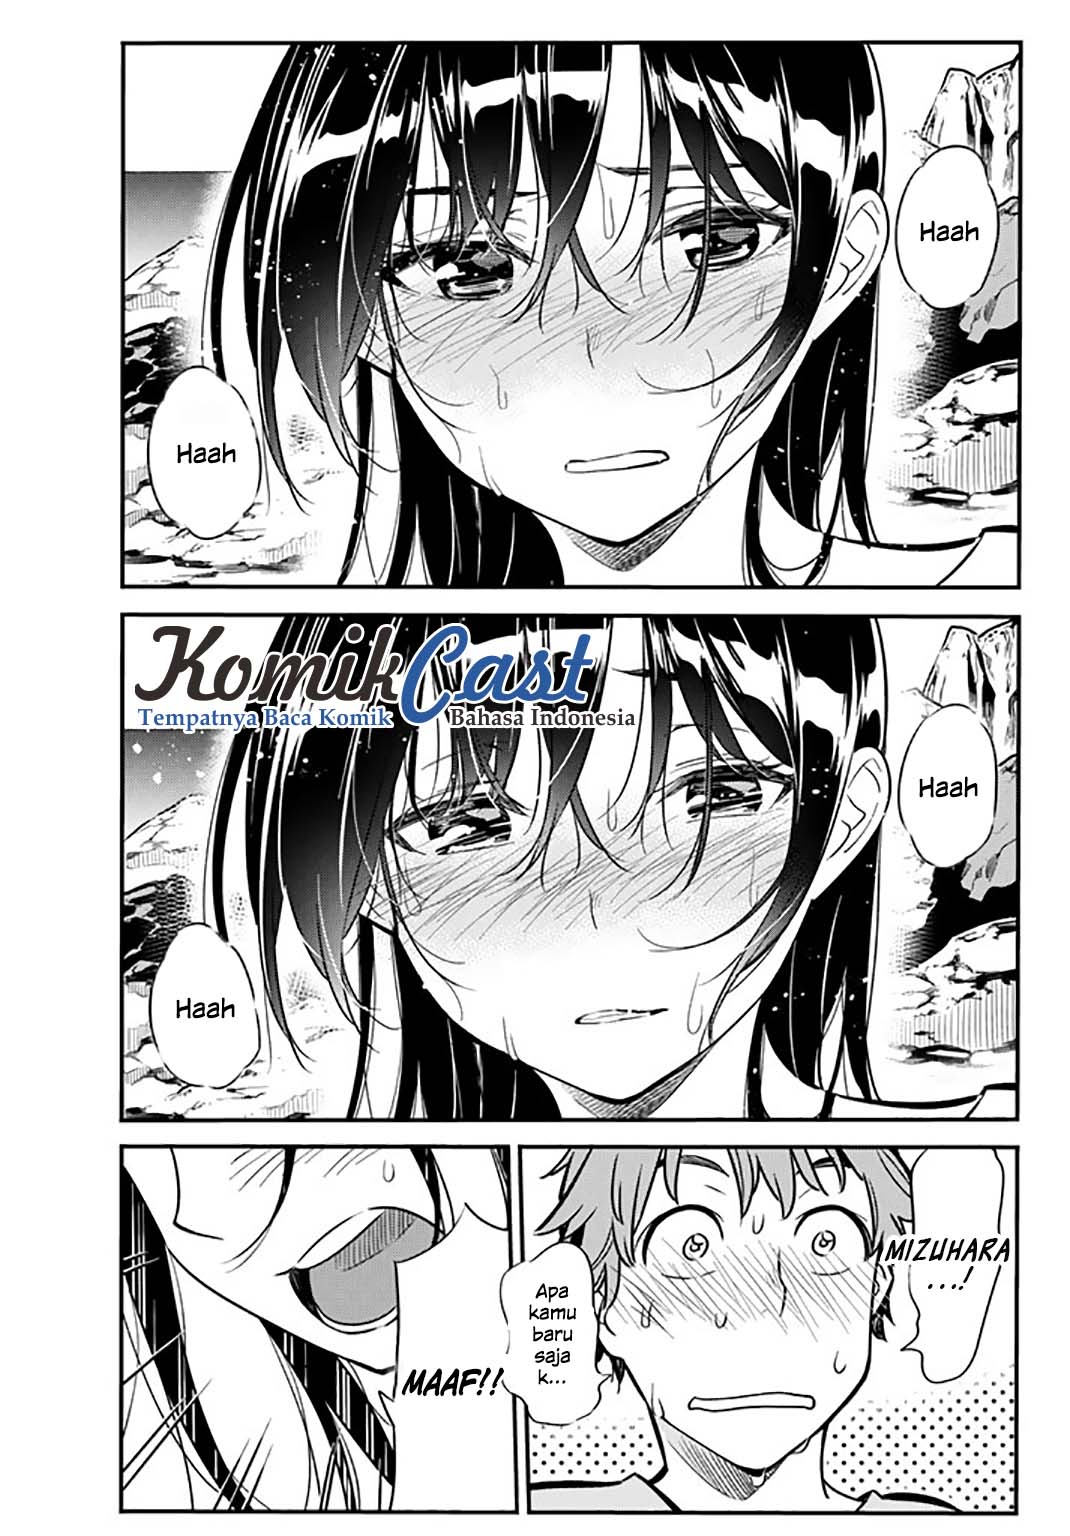 Haah
Haah
KomikCast
Tempatnya Baca Komik Bahasa Indonesia
Haah
Haah
MIZUHARA
...!
Apa
kamu
baru
saja
k...
MAAF!!